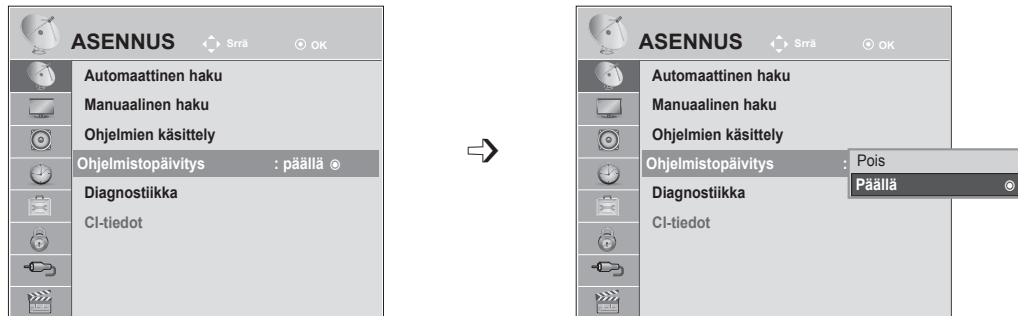 ASENNUS Srrä OK
Automaattinen haku
Manuaalinen haku
Ohjelmien käsittely
Ohjelmistopäivitys : päällä
Diagnostiikka
CI-tiedot
ASENNUS Srrä OK
Automaattinen haku
Manuaalinen haku
Ohjelmien käsittely
Ohjelmistopäivitys :
Pois
Päällä
Diagnostiikka
CI-tiedot